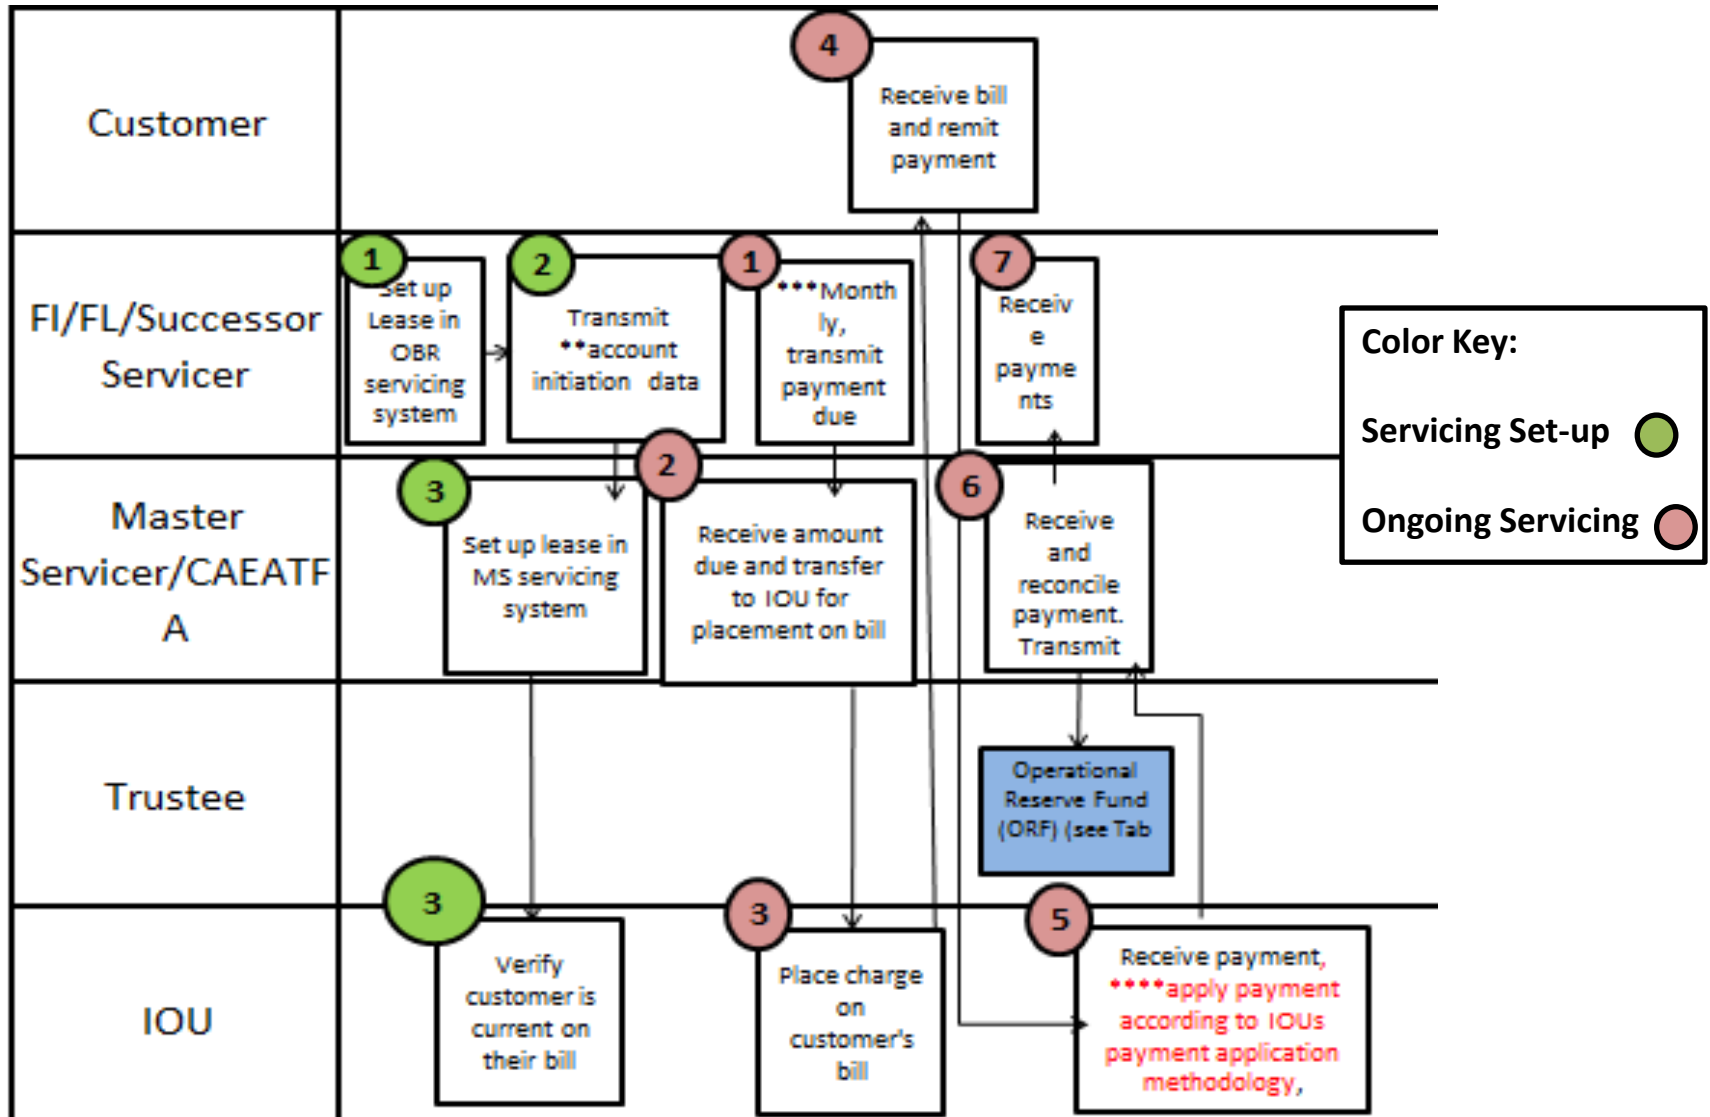 Customer
4
Receive bill
and remit
payment
FI/FL/Successor
Servicer
1
Set up
Lease in
OBR
servicing
system
2
Transmit
**account
initiation data
1
***Month
ly,
transmit
payment
due
7
Receiv
e
payme
nts
Master
Servicer/CAEATF
A
3
Set up lease in
MS servicing
system
2
Receive amount
due and transfer
to IOU for
placement on bill
6
Receive
and
reconcile
payment.
Transmit
Trustee
Operational
Reserve Fund
(ORF) (see Tab
IOU
3
Verify
customer is
current on
their bill
3
Place charge
on
customer's
bill
5
Receive payment,
****apply payment
according to IOUs
payment application
methodology,
Color Key:
Servicing Set-up
Ongoing Servicing